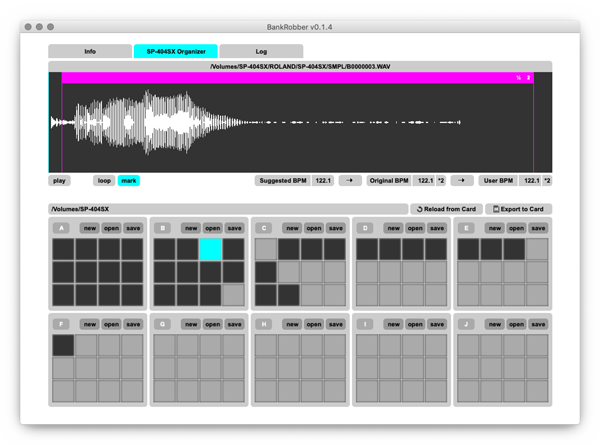 BankRobber v0.1.4
Info SP-404SX Organizer Log
/Volumes/SP-404SX/ROLAND/SP-404SX/SMPL/B0000003.WAV
play loop mark Suggested BPM 122.1 ➝ Original BPM 122.1 *2 ➝ User BPM 122.1 *2
/Volumes/SP-404SX Reload from Card Export to Card
A new open save B new open save C new open save D new open save E new open save
F new open save G new open save H new open save I new open save J new open save